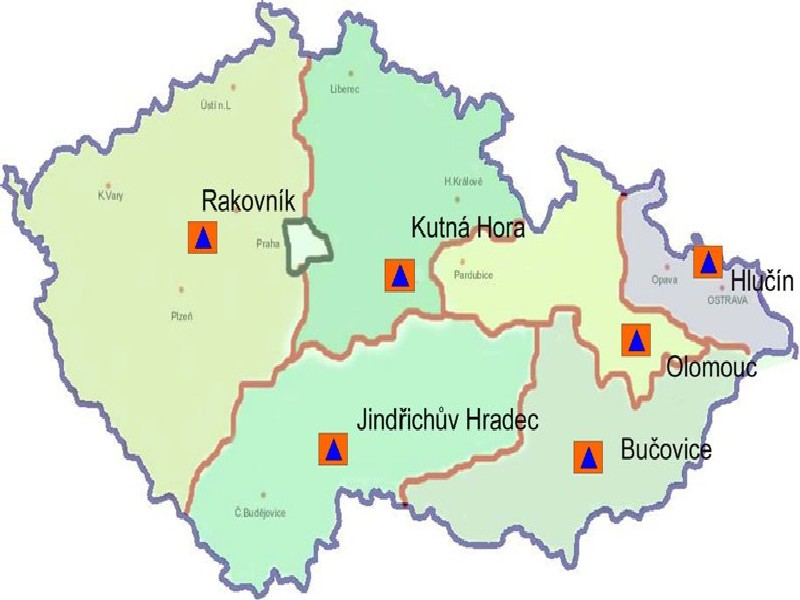 Liberec
Ústí n.L
H.Králové
K.Vary
Rakovník
Kutná Hora
Praha
Pardubice
Opava
Hlučín
OSTRAVA
Plzeň
Olomouc
Jindřichův Hradec
Bučovice
Č.Budějovice